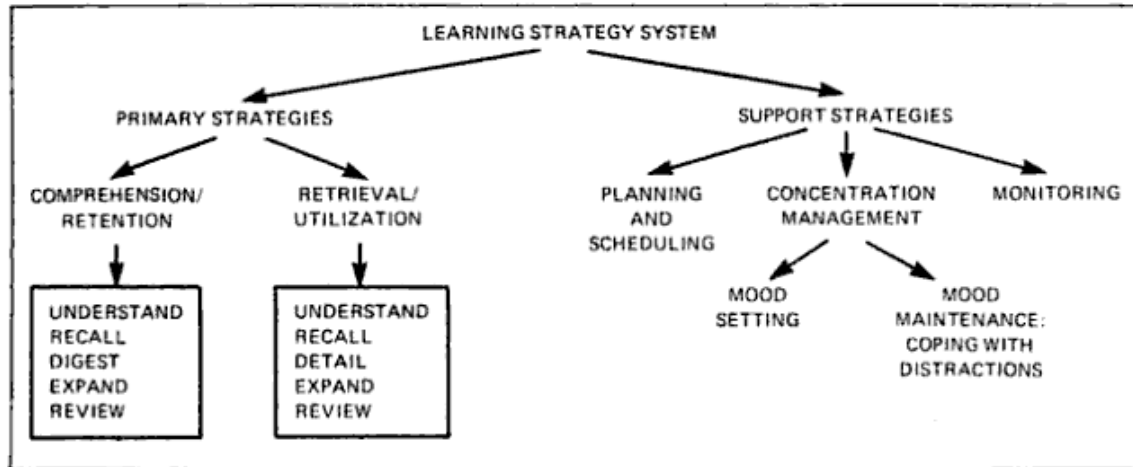 LEARNING STRATEGY SYSTEM
PRIMARY STRATEGIES
SUPPORT STRATEGIES
COMPREHENSION/
RETENTION
RETRIEVAL/
UTILIZATION
PLANNING
AND
SCHEDULING
CONCENTRATION
MANAGEMENT
MONITORING
UNDERSTAND
RECALL
DIGEST
EXPAND
REVIEW
UNDERSTAND
RECALL
DETAIL
EXPAND
REVIEW
MOOD
SETTING
MOOD
MAINTENANCE:
COPING WITH
DISTRACTIONS